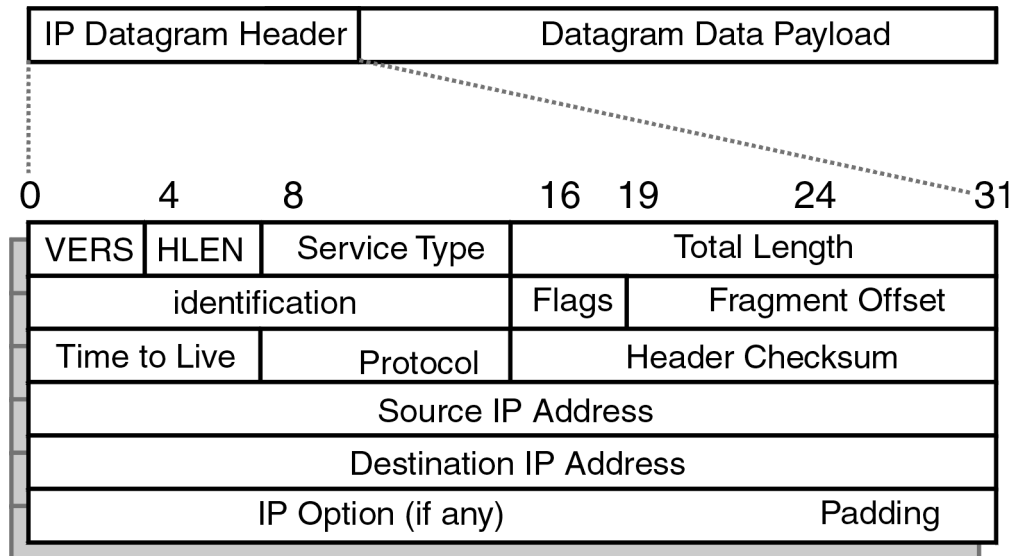 IP Datagram Header Datagram Data Payload
0 4 8 16 19 24 31
VERS HLEN Service Type Total Length
identification Flags Fragment Offset
Time to Live Protocol Header Checksum
Source IP Address
Destination IP Address
IP Option (if any) Padding